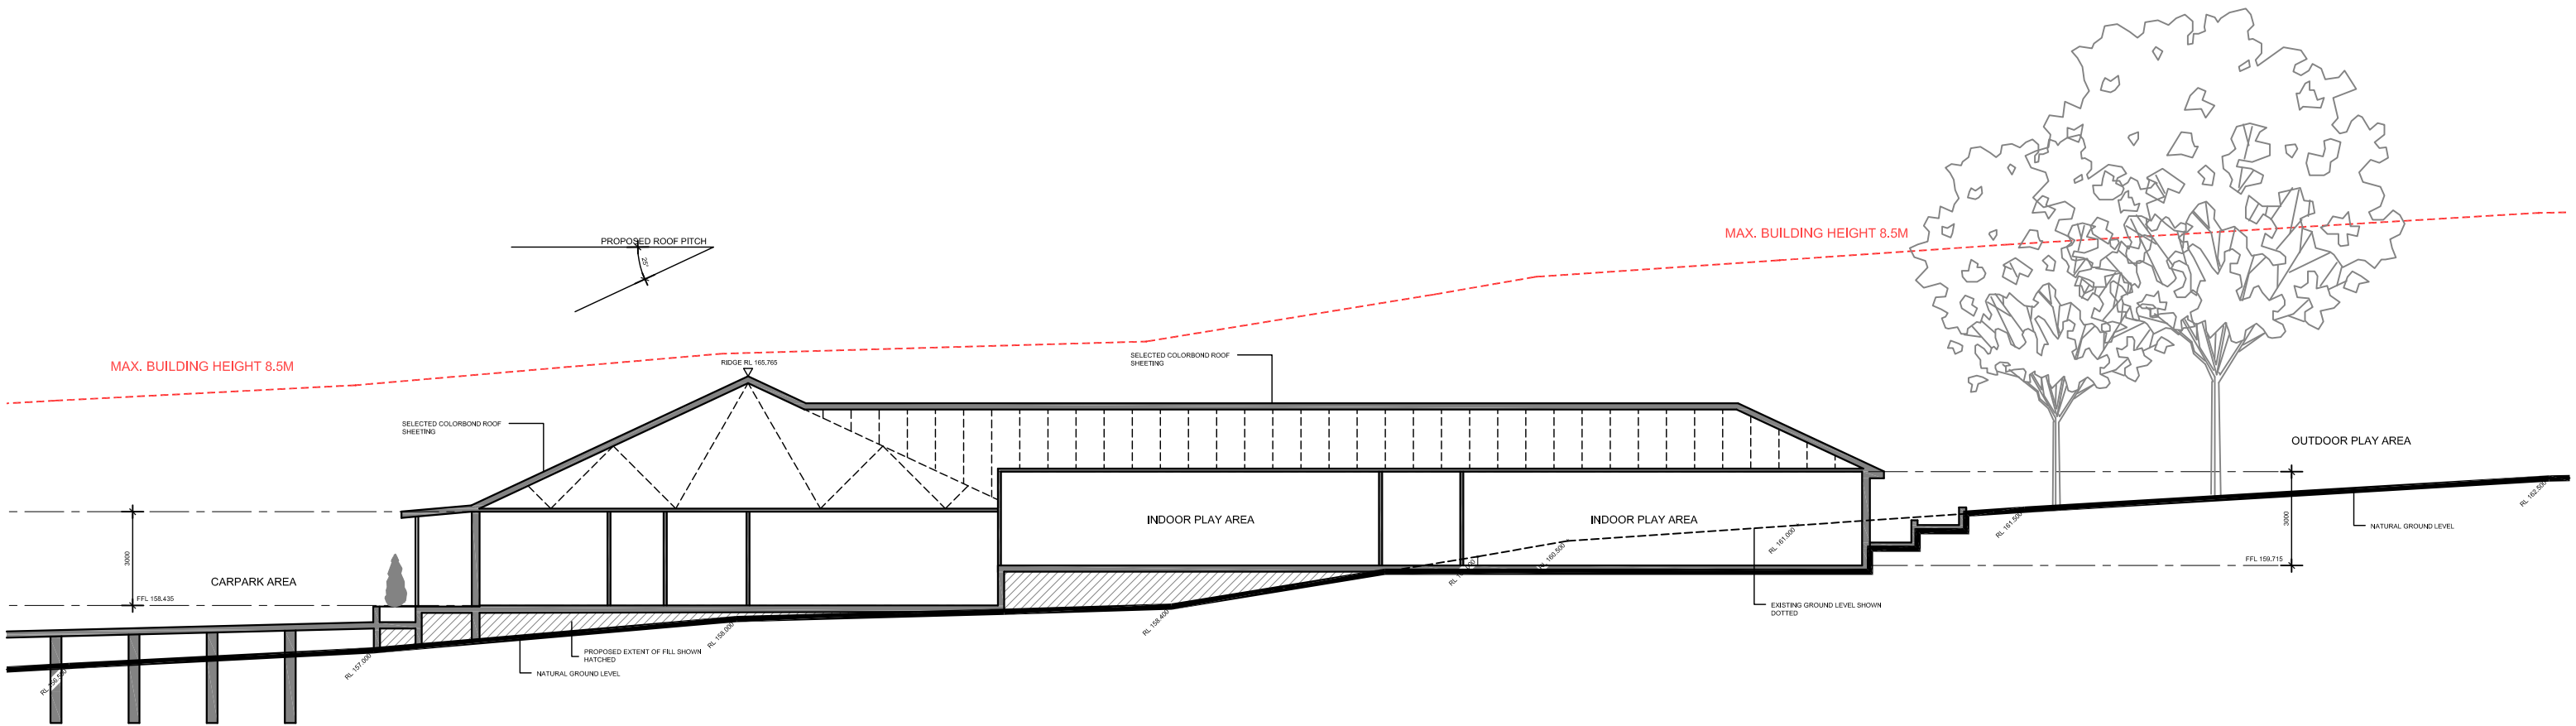 PROPOSED ROOF PITCH
25°
MAX. BUILDING HEIGHT 8.5M
MAX. BUILDING HEIGHT 8.5M
RIDGE RL 165.765
SELECTED COLORBOND ROOF
SHEETING
SELECTED COLORBOND ROOF
SHEETING
OUTDOOR PLAY AREA
INDOOR PLAY AREA
INDOOR PLAY AREA
3000
3000
NATURAL GROUND LEVEL
CARPARK AREA
FFL 158.435
FFL 159.715
EXISTING GROUND LEVEL SHOWN
DOTTED
PROPOSED EXTENT OF FILL SHOWN
HATCHED
NATURAL GROUND LEVEL
RL 157.000
RL 158.000
RL 158.400
RL 160.500
RL 161.000
RL 161.500
RL 162.500